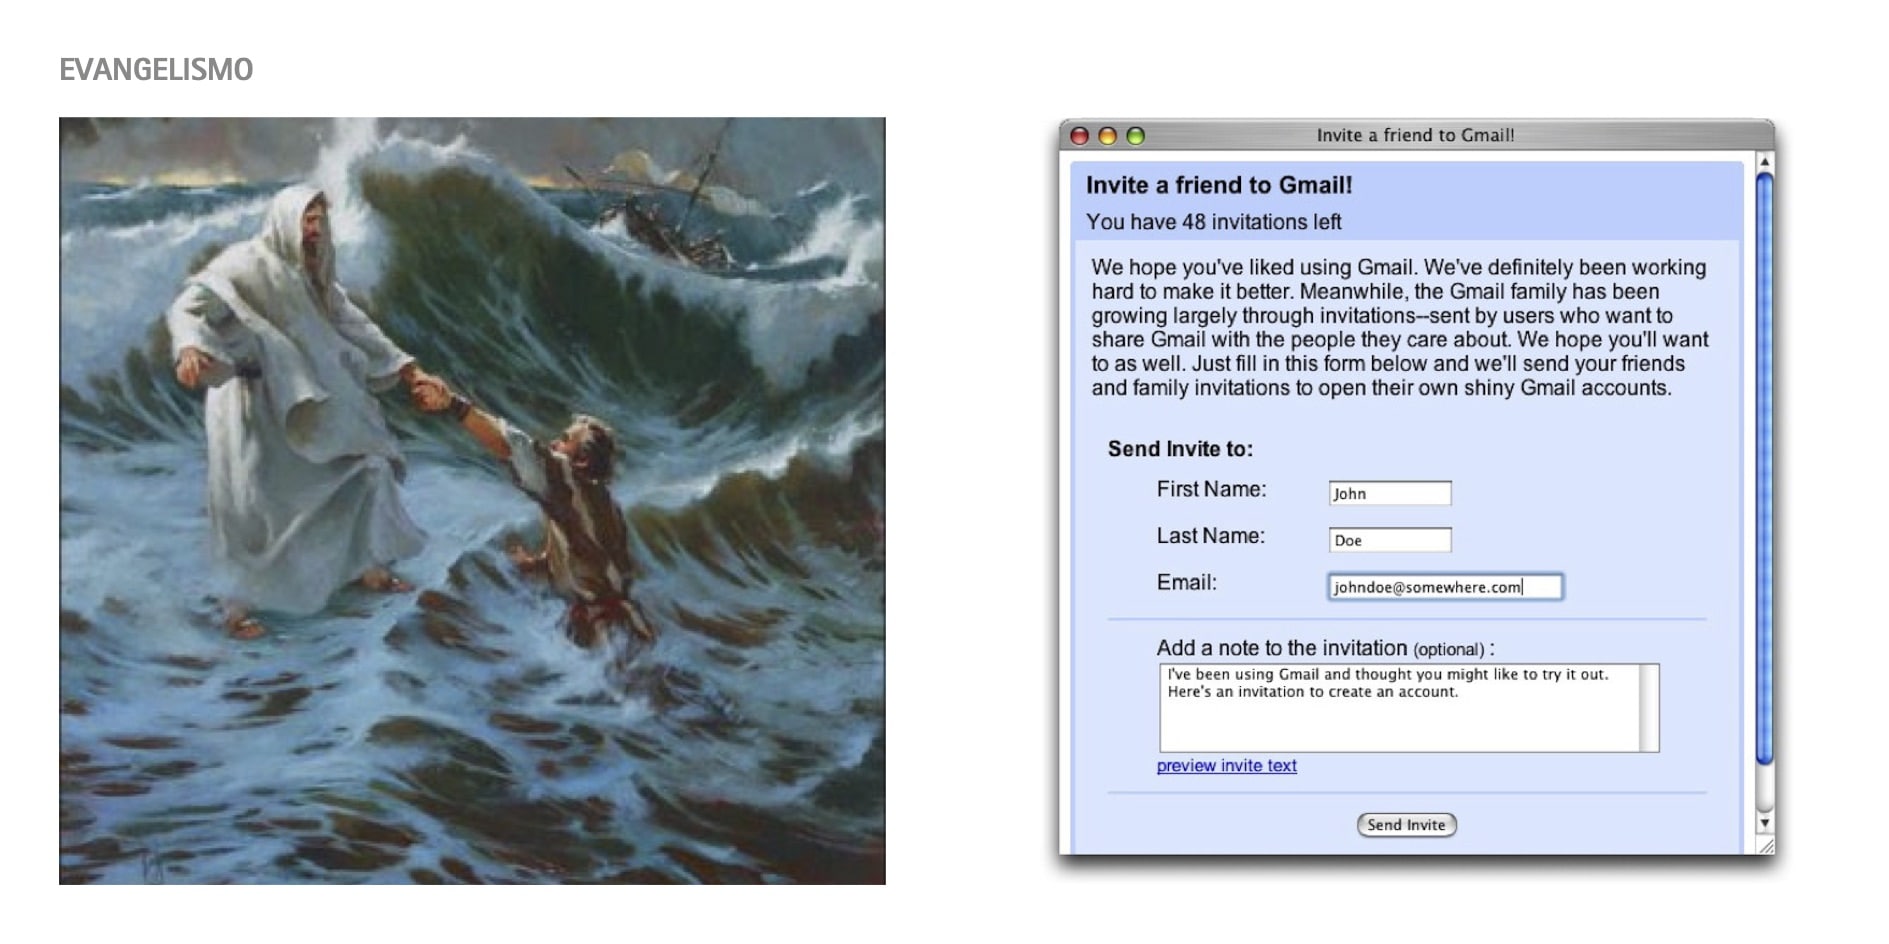 EVANGELISMO
Invite a friend to Gmail!
Invite a friend to Gmail!
You have 48 invitations left
We hope you've liked using Gmail. We've definitely been working
hard to make it better. Meanwhile, the Gmail family has been
growing largely through invitations--sent by users who want to
share Gmail with the people they care about. We hope you'll want
to as well. Just fill in this form below and we'll send your friends
and family invitations to open their own shiny Gmail accounts.
Send Invite to:
First Name: John
Last Name: Doe
Email: johndoe@somewhere.com
Add a note to the invitation (optional) :
I've been using Gmail and thought you might like to try it out.
Here's an invitation to create an account.
preview invite text
Send Invite